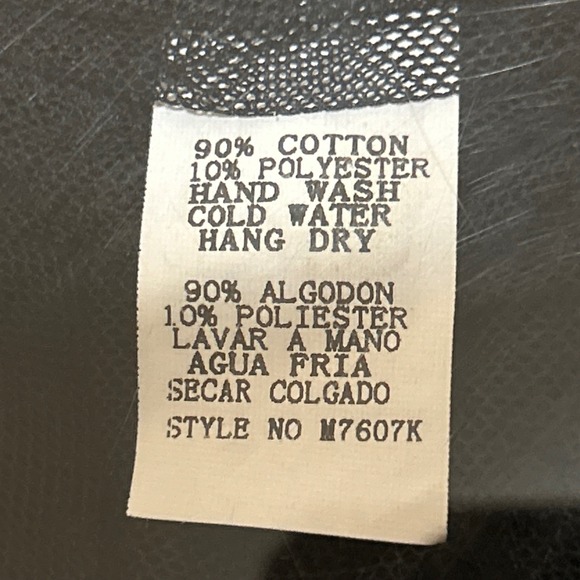 90% COTTON
10% POLYESTER
HAND WASH
COLD WATER
HANG DRY
90% ALGODON
10% POLIESTER
LAVAR A MANO
AGUA FRIA
SECAR COLGADO
STYLE NO M7607K